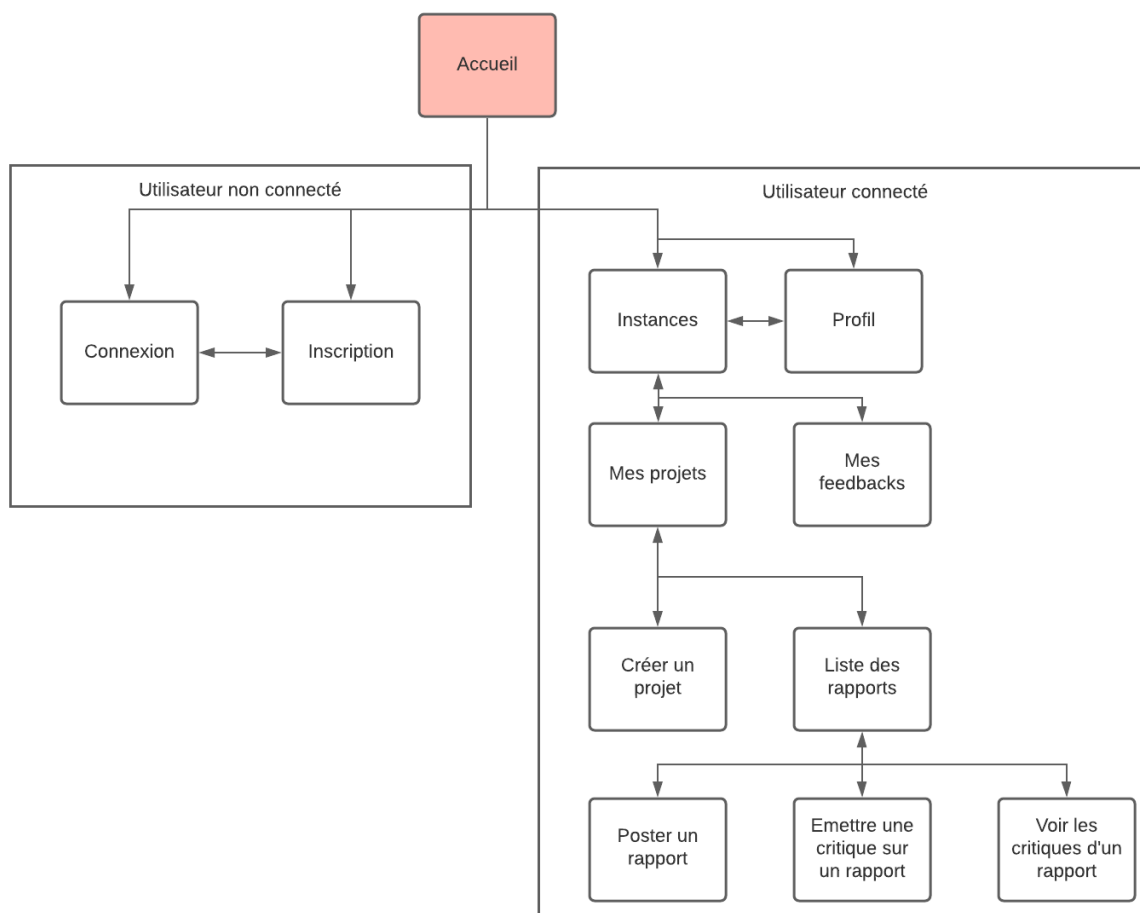 Accueil
Utilisateur non connecté
Utilisateur connecté
Connexion
Inscription
Instances
Profil
Mes projets
Mes
feedbacks
Créer un
projet
Liste des
rapports
Poster un
rapport
Emettre une
critique sur
un rapport
Voir les
critiques d'un
rapport